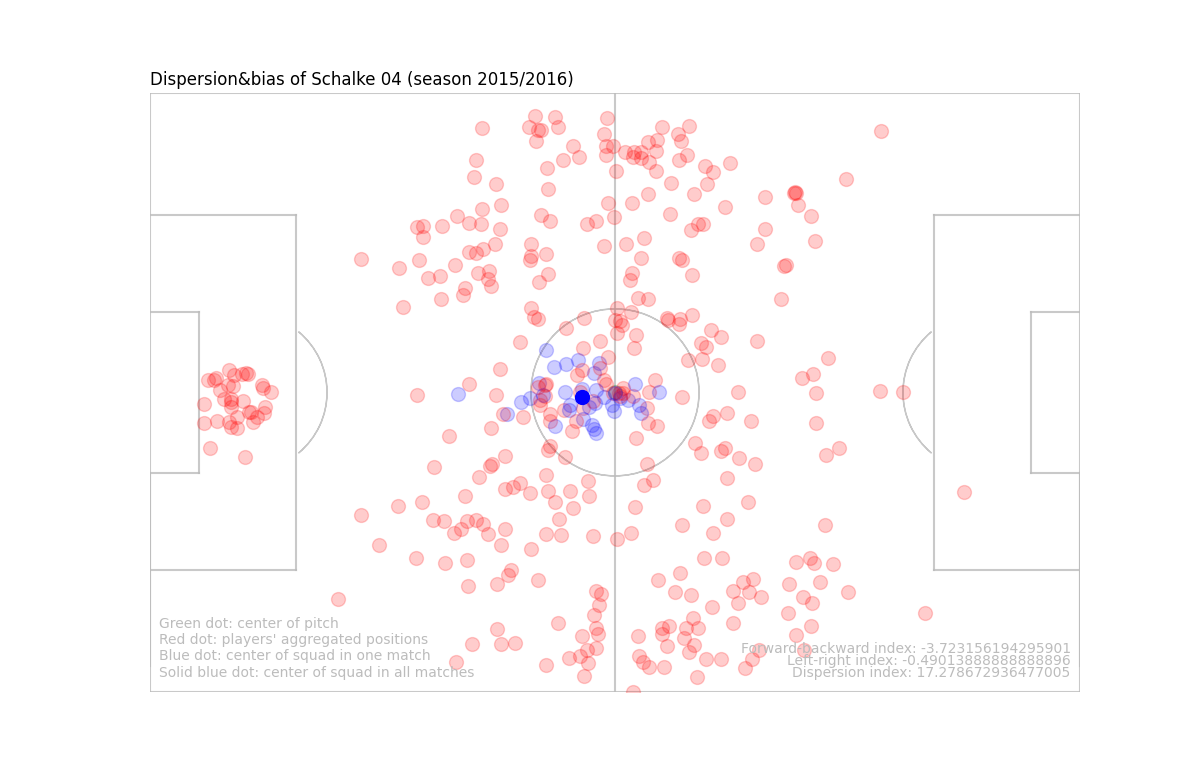 Dispersion&bias of Schalke 04 (season 2015/2016)
Green dot: center of pitch
Red dot: players' aggregated positions
Blue dot: center of squad in one match
Solid blue dot: center of squad in all matches
Forward-backward index: -3.723156194295901
Left-right index: -0.49013888888888896
Dispersion index: 17.278672936477005